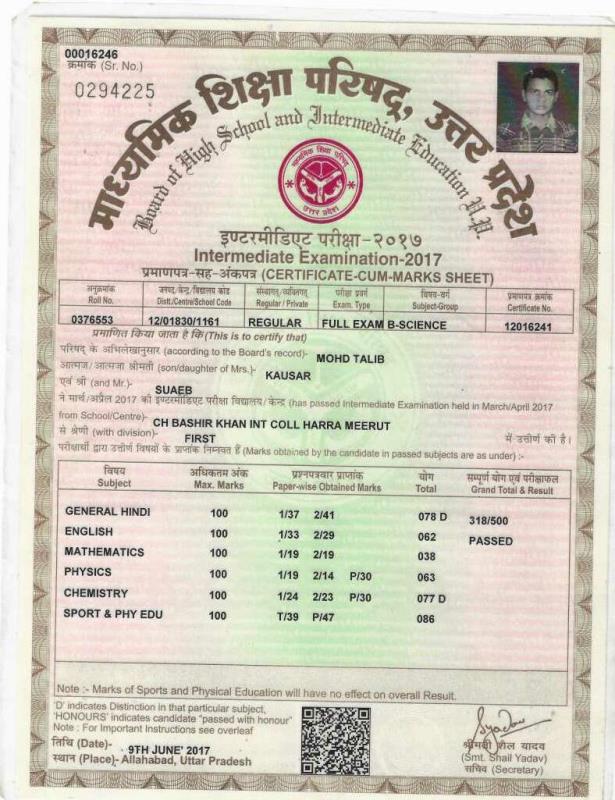 00016246
क्रमांक (Sr. No.)
0294225
माध्यमिक शिक्षा परिषद्, उत्तर प्रदेश
Board of High School and Intermediate Education U.P.
माध्यमिक शिक्षा परिषद्
उत्तर प्रदेश
इण्टरमीडिएट परीक्षा-२०१७
Intermediate Examination-2017
प्रमाणपत्र-सह-अंकपत्र (CERTIFICATE-CUM-MARKS SHEET)
अनुक्रमांक जनपद/केन्द्र/विद्यालय कोड संस्थागत/व्यक्तिगत परीक्षा प्रवर्ग विषय-वर्ग प्रमाणपत्र क्रमांक
Roll No. Distt./Centre/School Code Regular / Private Exam. Type Subject-Group Certificate No.
0376553 12/01830/1161 REGULAR FULL EXAM B-SCIENCE 12016241
प्रमाणित किया जाता है कि (This is to certify that)
परिषद् के अभिलेखानुसार (according to the Board's record)- MOHD TALIB
आत्मज/आत्मजा श्रीमती (son/daughter of Mrs.)- KAUSAR
एवं श्री (and Mr.)- SUAEB
ने मार्च/अप्रैल 2017 की इण्टरमीडिएट परीक्षा विद्यालय/केन्द्र (has passed Intermediate Examination held in March/April 2017
from School/Centre)- CH BASHIR KHAN INT COLL HARRA MEERUT
से श्रेणी (with division)- FIRST में उत्तीर्ण की है।
परीक्षार्थी द्वारा उत्तीर्ण विषयों के प्राप्तांक निम्नवत हैं (Marks obtained by the candidate in passed subjects are as under) :-
विषय अधिकतम अंक प्रश्नपत्रवार प्राप्तांक योग सम्पूर्ण योग एवं परीक्षाफल
Subject Max. Marks Paper-wise Obtained Marks Total Grand Total & Result
GENERAL HINDI 100 1/37 2/41 078 D 318/500
ENGLISH 100 1/33 2/29 062 PASSED
MATHEMATICS 100 1/19 2/19 038
PHYSICS 100 1/19 2/14 P/30 063
CHEMISTRY 100 1/24 2/23 P/30 077 D
SPORT & PHY EDU 100 T/39 P/47 086
Note :- Marks of Sports and Physical Education will have no effect on overall Result.
'D' indicates Distinction in that particular subject,
'HONOURS' indicates candidate "passed with honour"
Note : For Important Instructions see overleaf
तिथि (Date)- 9TH JUNE' 2017
स्थान (Place)- Allahabad, Uttar Pradesh
SYadav
श्रीमती शैल यादव
(Smt. Shail Yadav)
सचिव (Secretary)